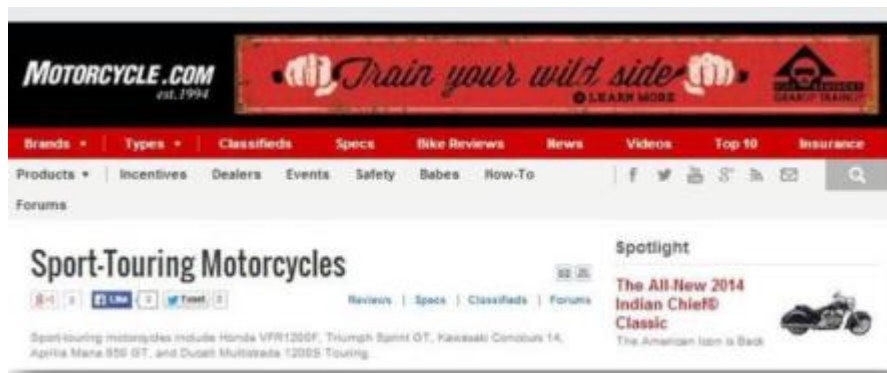 MOTORCYCLE.COM
est.1994
Train your wild side
LEARN MORE
Brands Types Classifieds Specs Bike Reviews News Videos Top 10 Insurance
Products Incentives Dealers Events Safety Babes How-To
Forums
Sport-Touring Motorcycles
Like Tweet
Reviews | Specs | Classifieds | Forums
Sport-touring motorcycles include Honda VFR1200F, Triumph Sprint GT, Kawasaki Concours 14,
Aprilia Mana 850 GT, and Ducati Multistrada 1200S Touring.
Spotlight
The All-New 2014
Indian Chief®
Classic
The American Icon is Back